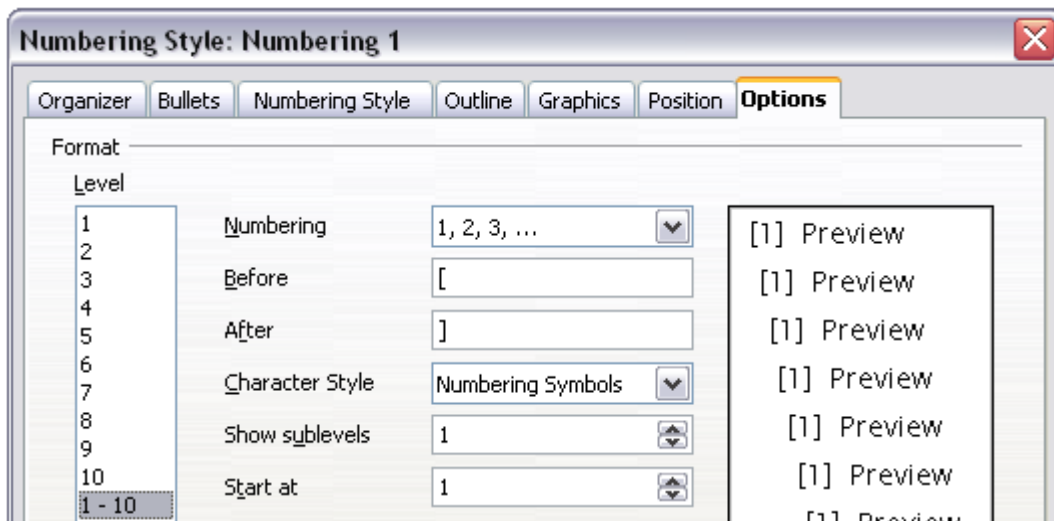 Numbering Style: Numbering 1
Organizer Bullets Numbering Style Outline Graphics Position Options
Format
Level
1
2
3
4
5
6
7
8
9
10
1 - 10
Numbering 1, 2, 3, ...
Before [
After ]
Character Style Numbering Symbols
Show sublevels 1
Start at 1
[1] Preview
[1] Preview
[1] Preview
[1] Preview
[1] Preview
[1] Preview
[1] Preview